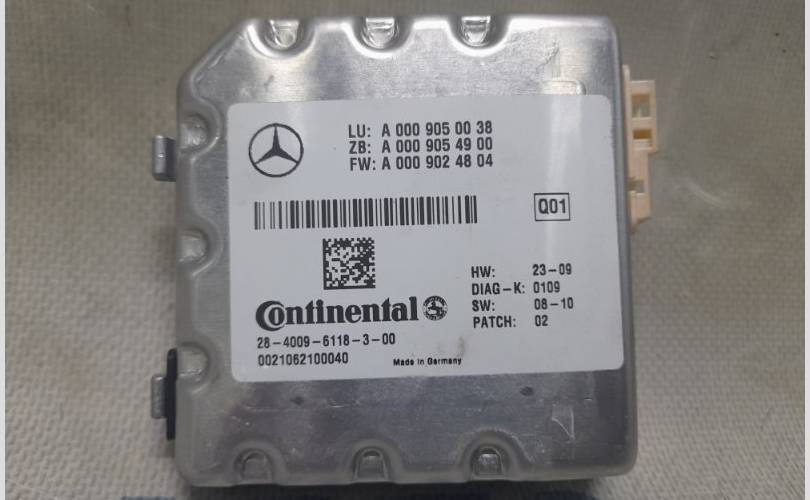 LU: A 000 905 00 38
ZB: A 000 905 49 00
FW: A 000 902 48 04
Q01
HW: 23-09
DIAG-K: 0109
SW: 08-10
PATCH: 02
Continental
28-4009-6118-3-00
0021062100040
Made in Germany